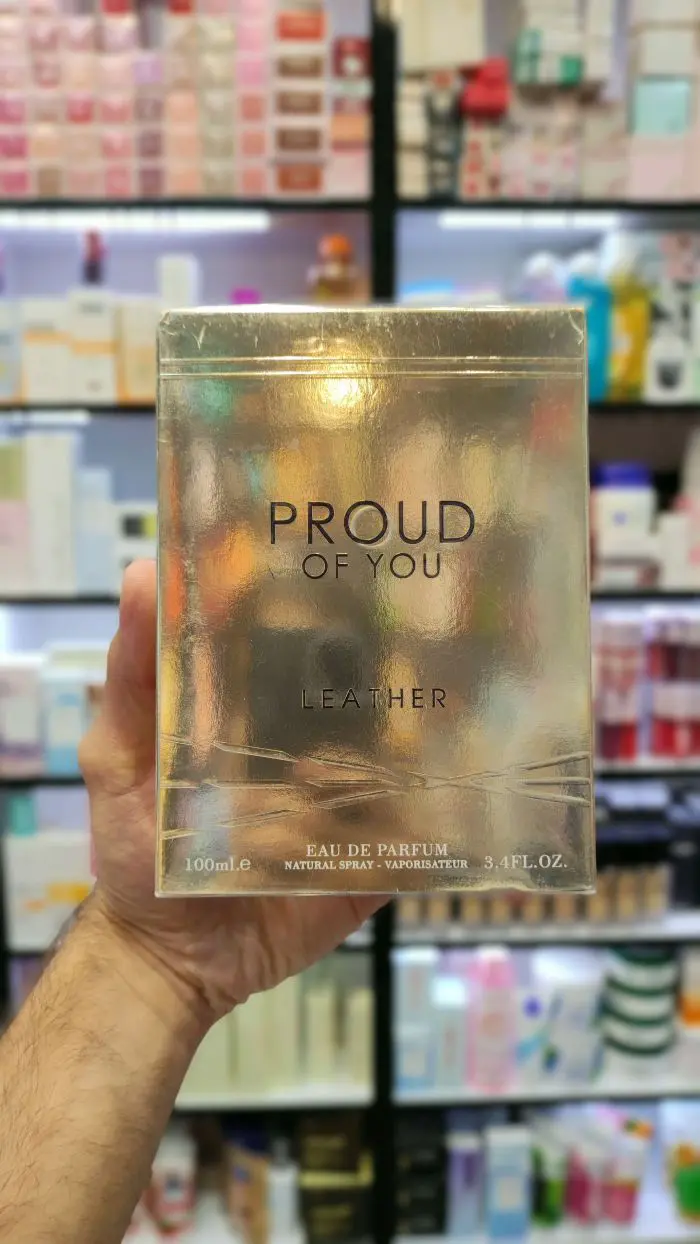 PROUD
OF YOU
LEATHER
EAU DE PARFUM
100ml.e NATURAL SPRAY - VAPORISATEUR 3.4FL.OZ.